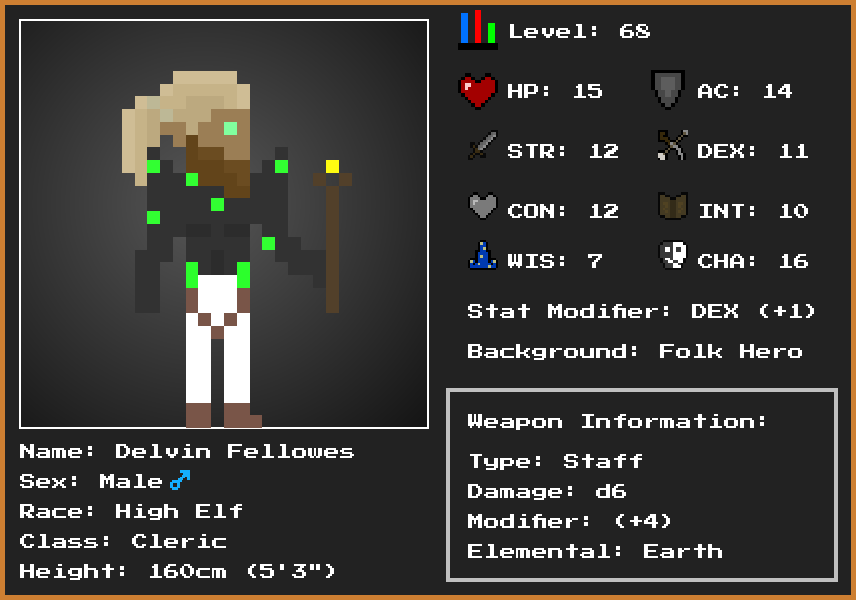 Level: 68
HP: 15
AC: 14
STR: 12
DEX: 11
CON: 12
INT: 10
WIS: 7
CHA: 16
Stat Modifier: DEX (+1)
Background: Folk Hero
Weapon Information:
Type: Staff
Damage: d6
Modifier: (+4)
Elemental: Earth
Name: Delvin Fellowes
Sex: Male♂
Race: High Elf
Class: Cleric
Height: 160cm (5'3")